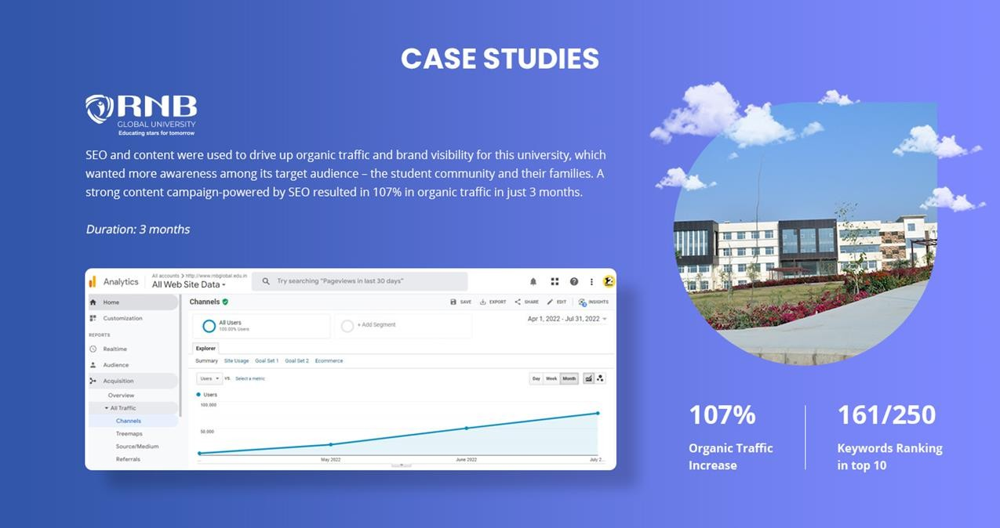 CASE STUDIES
RNB
GLOBAL UNIVERSITY
Educating stars for tomorrow
SEO and content were used to drive up organic traffic and brand visibility for this university, which
wanted more awareness among its target audience – the student community and their families. A
strong content campaign-powered by SEO resulted in 107% in organic traffic in just 3 months.
Duration: 3 months
Analytics
All accounts > http://www.rnbglobal.edu.in
All Web Site Data
Try searching "Pageviews in last 30 days"
Home
Customization
REPORTS
Realtime
Audience
Acquisition
Overview
All Traffic
Channels
Treemaps
Source/Medium
Referrals
Channels
SAVE EXPORT SHARE EDIT INSIGHTS
All Users
100.00% Users
+ Add Segment
Apr 1, 2022 - Jul 31, 2022
Explorer
Summary Site Usage Goal Set 1 Goal Set 2 Ecommerce
Users VS. Select a metric
Day Week Month
Users
100,000
50,000
... May 2022 June 2022 July 2...
107%
Organic Traffic
Increase
161/250
Keywords Ranking
in top 10